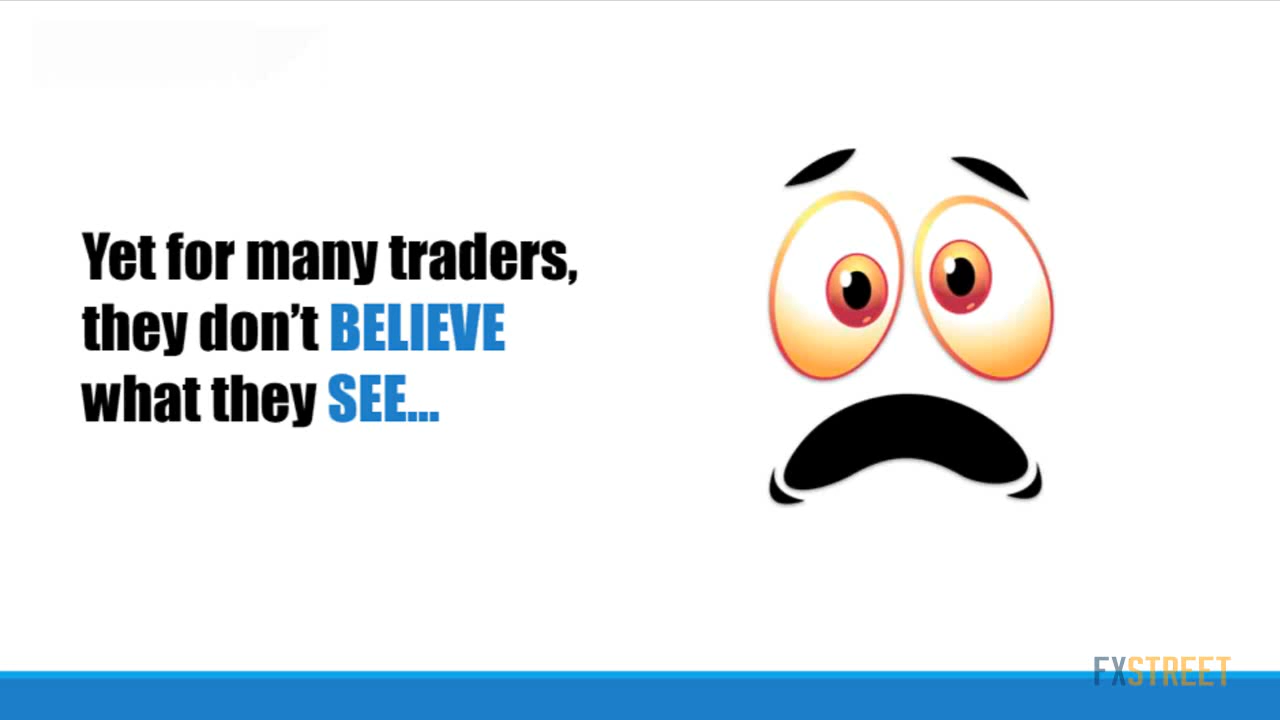 Yet for many traders,
they don’t BELIEVE
what they SEE...
FXSTREET